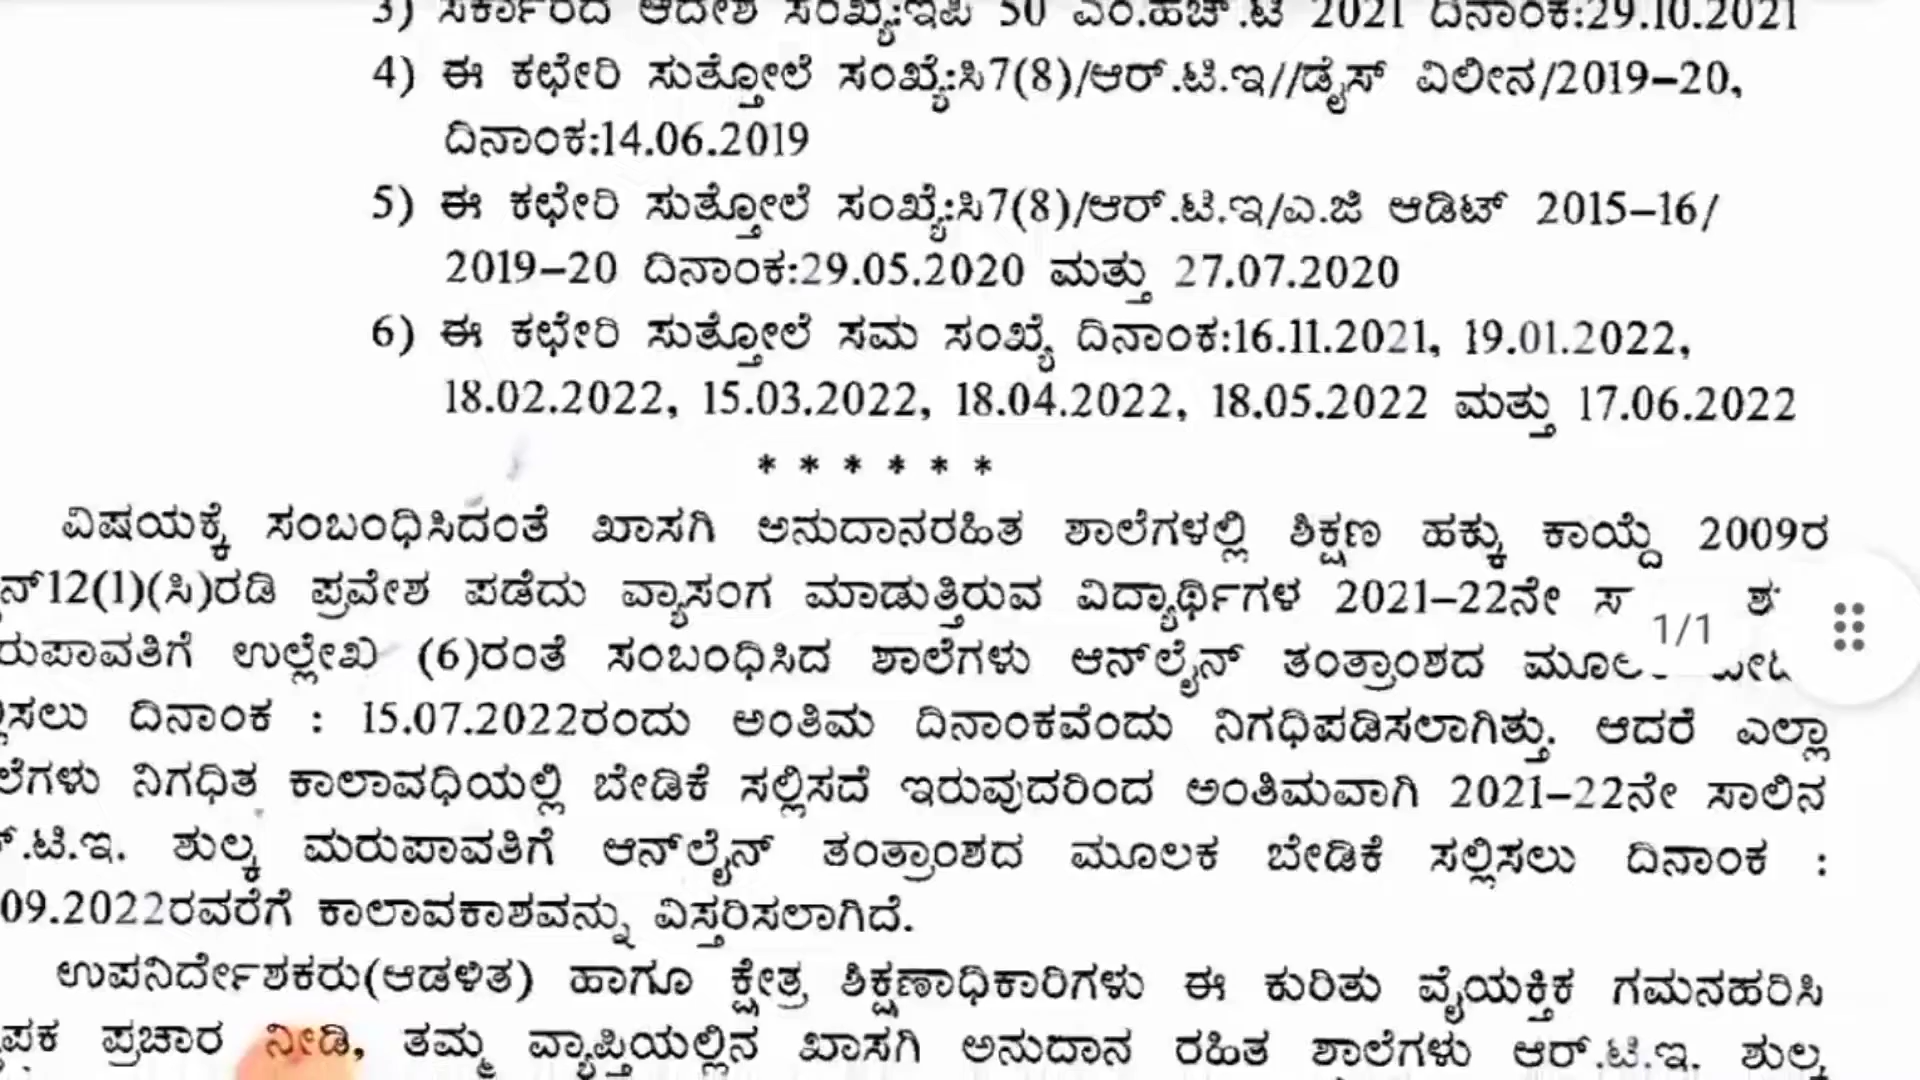 3) ಸರ್ಕಾರದ ಆದೇಶ ಸಂಖ್ಯೆ:ಇಪಿ 50 ಎಂ.ಹೆಚ್.ಟಿ 2021 ದಿನಾಂಕ:29.10.2021
4) ಈ ಕಛೇರಿ ಸುತ್ತೋಲೆ ಸಂಖ್ಯೆ:ಸಿ7(8)/ಆರ್.ಟಿ.ಇ//ಡೈಸ್ ವಿಲೀನ/2019–20,
ದಿನಾಂಕ:14.06.2019
5) ಈ ಕಛೇರಿ ಸುತ್ತೋಲೆ ಸಂಖ್ಯೆ:ಸಿ7(8)/ಆರ್.ಟಿ.ಇ/ಎ.ಜಿ ಆಡಿಟ್ 2015–16/
2019–20 ದಿನಾಂಕ:29.05.2020 ಮತ್ತು 27.07.2020
6) ಈ ಕಛೇರಿ ಸುತ್ತೋಲೆ ಸಮ ಸಂಖ್ಯೆ ದಿನಾಂಕ:16.11.2021, 19.01.2022,
18.02.2022, 15.03.2022, 18.04.2022, 18.05.2022 ಮತ್ತು 17.06.2022
* * * * * *
ವಿಷಯಕ್ಕೆ ಸಂಬಂಧಿಸಿದಂತೆ ಖಾಸಗಿ ಅನುದಾನರಹಿತ ಶಾಲೆಗಳಲ್ಲಿ ಶಿಕ್ಷಣ ಹಕ್ಕು ಕಾಯ್ದೆ 2009ರ
ನ್12(1)(ಸಿ)ರಡಿ ಪ್ರವೇಶ ಪಡೆದು ವ್ಯಾಸಂಗ ಮಾಡುತ್ತಿರುವ ವಿದ್ಯಾರ್ಥಿಗಳ 2021–22ನೇ ಸ
1/1
ರುಪಾವತಿಗೆ ಉಲ್ಲೇಖ (6)ರಂತೆ ಸಂಬಂಧಿಸಿದ ಶಾಲೆಗಳು ಆನ್‌ಲೈನ್ ತಂತ್ರಾಂಶದ
ಸಲು ದಿನಾಂಕ : 15.07.2022ರಂದು ಅಂತಿಮ ದಿನಾಂಕವೆಂದು ನಿಗಧಿಪಡಿಸಲಾಗಿತ್ತು. ಆದರೆ ಎಲ್ಲಾ
ಲೆಗಳು ನಿಗಧಿತ ಕಾಲಾವಧಿಯಲ್ಲಿ ಬೇಡಿಕೆ ಸಲ್ಲಿಸದೆ ಇರುವುದರಿಂದ ಅಂತಿಮವಾಗಿ 2021–22ನೇ ಸಾಲಿನ
.ಟಿ.ಇ. ಶುಲ್ಕ ಮರುಪಾವತಿಗೆ ಆನ್‌ಲೈನ್ ತಂತ್ರಾಂಶದ ಮೂಲಕ ಬೇಡಿಕೆ ಸಲ್ಲಿಸಲು ದಿನಾಂಕ :
09.2022ರವರೆಗೆ ಕಾಲಾವಕಾಶವನ್ನು ವಿಸ್ತರಿಸಲಾಗಿದೆ.
ಉಪನಿರ್ದೇಶಕರು(ಆಡಳಿತ) ಹಾಗೂ ಕ್ಷೇತ್ರ ಶಿಕ್ಷಣಾಧಿಕಾರಿಗಳು ಈ ಕುರಿತು ವೈಯಕ್ತಿಕ ಗಮನಹರಿಸಿ
ಪಕ ಪ್ರಚಾರ ನೀಡಿ, ತಮ್ಮ ವ್ಯಾಪ್ತಿಯಲ್ಲಿನ ಖಾಸಗಿ ಅನುದಾನ ರಹಿತ ಶಾಲೆಗಳು ಆರ್.ಟಿ.ಇ. ಶುಲ್ಕ